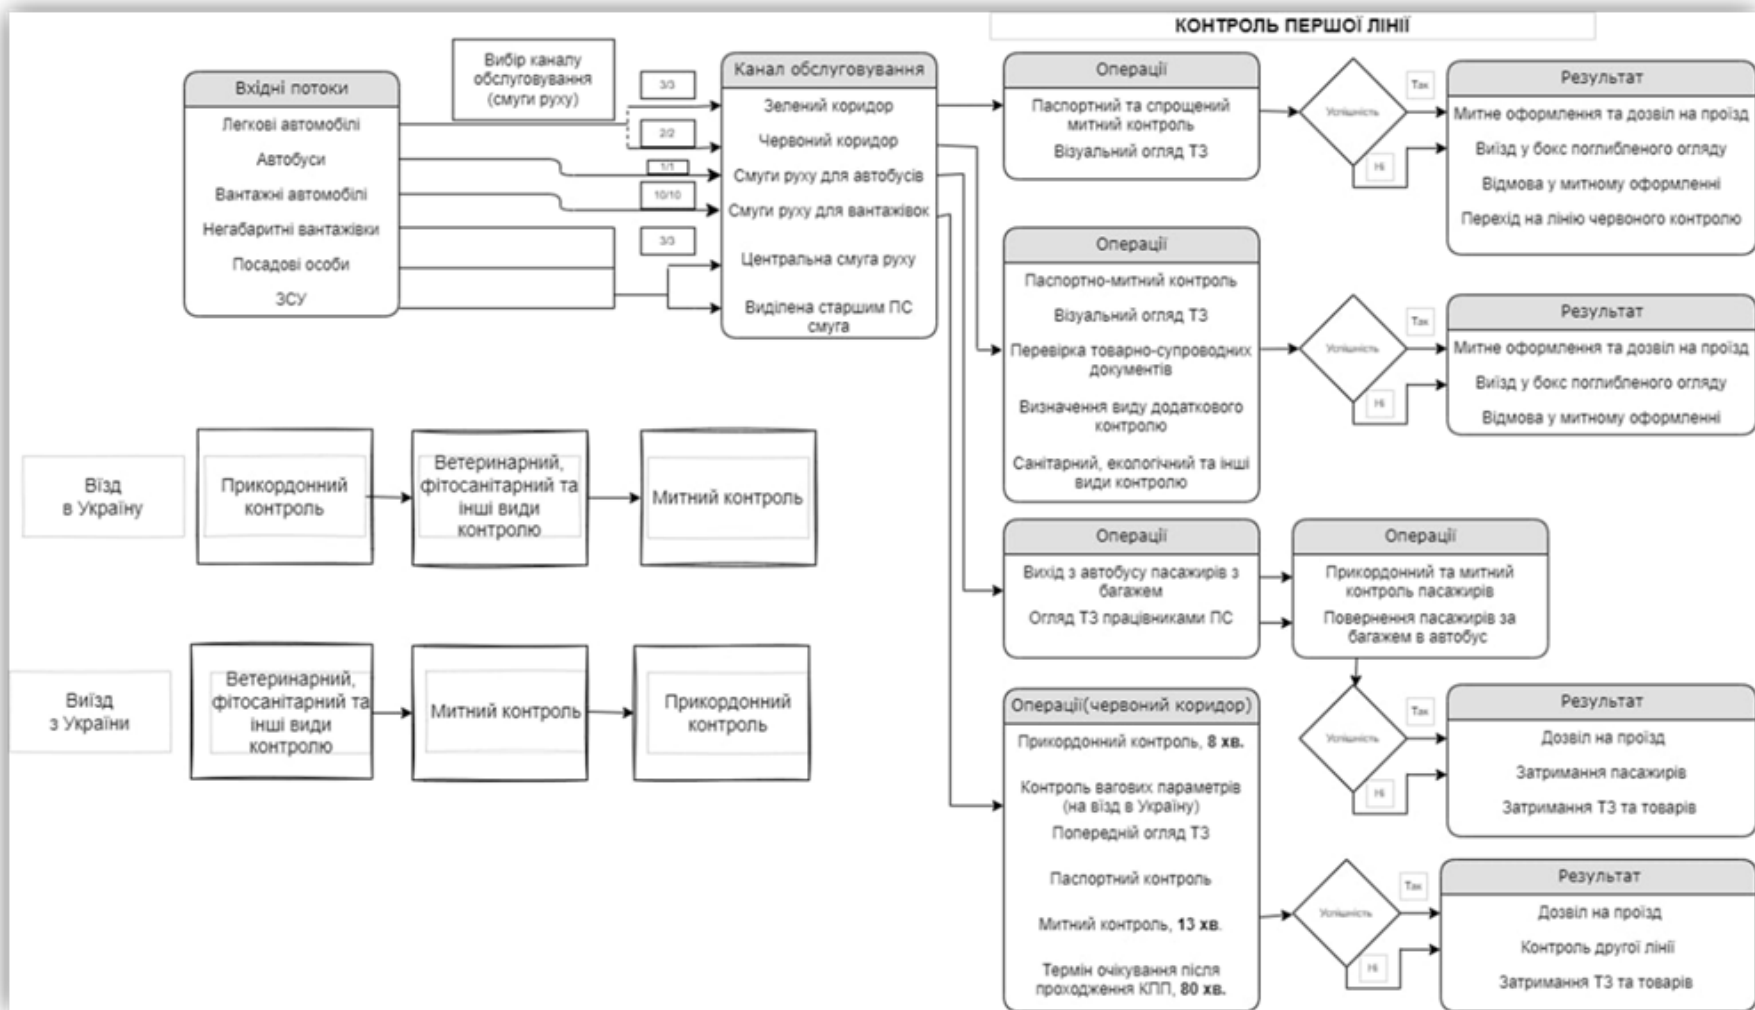 КОНТРОЛЬ ПЕРШОЇ ЛІНІЇ
Вхідні потоки
Легкові автомобілі
Автобуси
Вантажні автомобілі
Негабаритні вантажівки
Посадові особи
ЗСУ
Вибір каналу
обслуговування
(смуги руху)
3/3
2/2
1/1
10/10
3/3
Канал обслуговування
Зелений коридор
Червоний коридор
Смуги руху для автобусів
Смуги руху для вантажівок
Центральна смуга руху
Виділена старшим ПС
смуга
Операції
Паспортний та спрощений
митний контроль
Візуальний огляд ТЗ
Успішність
Так
Ні
Результат
Митне оформлення та дозвіл на проїзд
Виїзд у бокс поглибленого огляду
Відмова у митному оформленні
Перехід на лінію червоного контролю
Операції
Паспортно-митний контроль
Візуальний огляд ТЗ
Перевірка товарно-супроводних
документів
Визначення виду додаткового
контролю
Санітарний, екологічний та інші
види контролю
Успішність
Так
Ні
Результат
Митне оформлення та дозвіл на проїзд
Виїзд у бокс поглибленого огляду
Відмова у митному оформленні
Вїзд
в Україну
Прикордонний
контроль
Ветеринарний,
фітосанітарний та
інші види
контролю
Митний контроль
Виїзд
з України
Ветеринарний,
фітосанітарний та
інші види
контролю
Митний контроль
Прикордонний
контроль
Операції
Вихід з автобусу пасажирів з
багажем
Огляд ТЗ працівниками ПС
Операції
Прикордонний та митний
контроль пасажирів
Повернення пасажирів за
багажем в автобус
Успішність
Так
Ні
Результат
Дозвіл на проїзд
Затримання пасажирів
Затримання ТЗ та товарів
Операції(червоний коридор)
Прикордонний контроль, 8 хв.
Контроль вагових параметрів
(на віїзд в Україну)
Попередній огляд ТЗ
Паспортний контроль
Митний контроль, 13 хв.
Термін очікування після
проходження КПП, 80 хв.
Успішність
Так
Ні
Результат
Дозвіл на проїзд
Контроль другої лінії
Затримання ТЗ та товарів